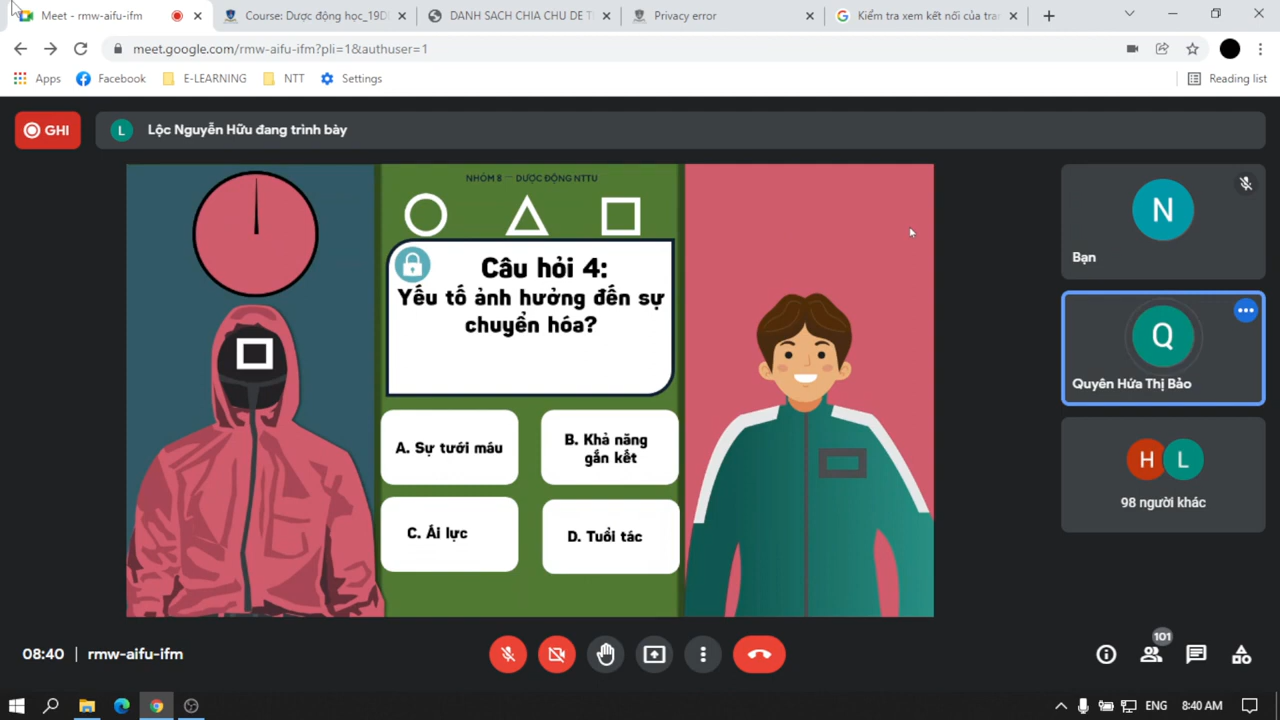 Meet - rmw-aifu-ifm
Course: Dược động học_19D
DANH SACH CHIA CHU DE T
Privacy error
Kiểm tra xem kết nối của tran
meet.google.com/rmw-aifu-ifm?pli=1&authuser=1
Apps
Facebook
E-LEARNING
NTT
Settings
Reading list
GHI
L
Lộc Nguyễn Hữu đang trình bày
NHÓM 8 — DƯỢC ĐỘNG NTTU
Câu hỏi 4:
Yếu tố ảnh hưởng đến sự
chuyển hóa?
A. Sự tưới máu
B. Khả năng
gắn kết
C. Ái lực
D. Tuổi tác
N
Bạn
Q
Quyên Hứa Thị Bảo
H
L
98 người khác
08:40 | rmw-aifu-ifm
101
ENG
8:40 AM